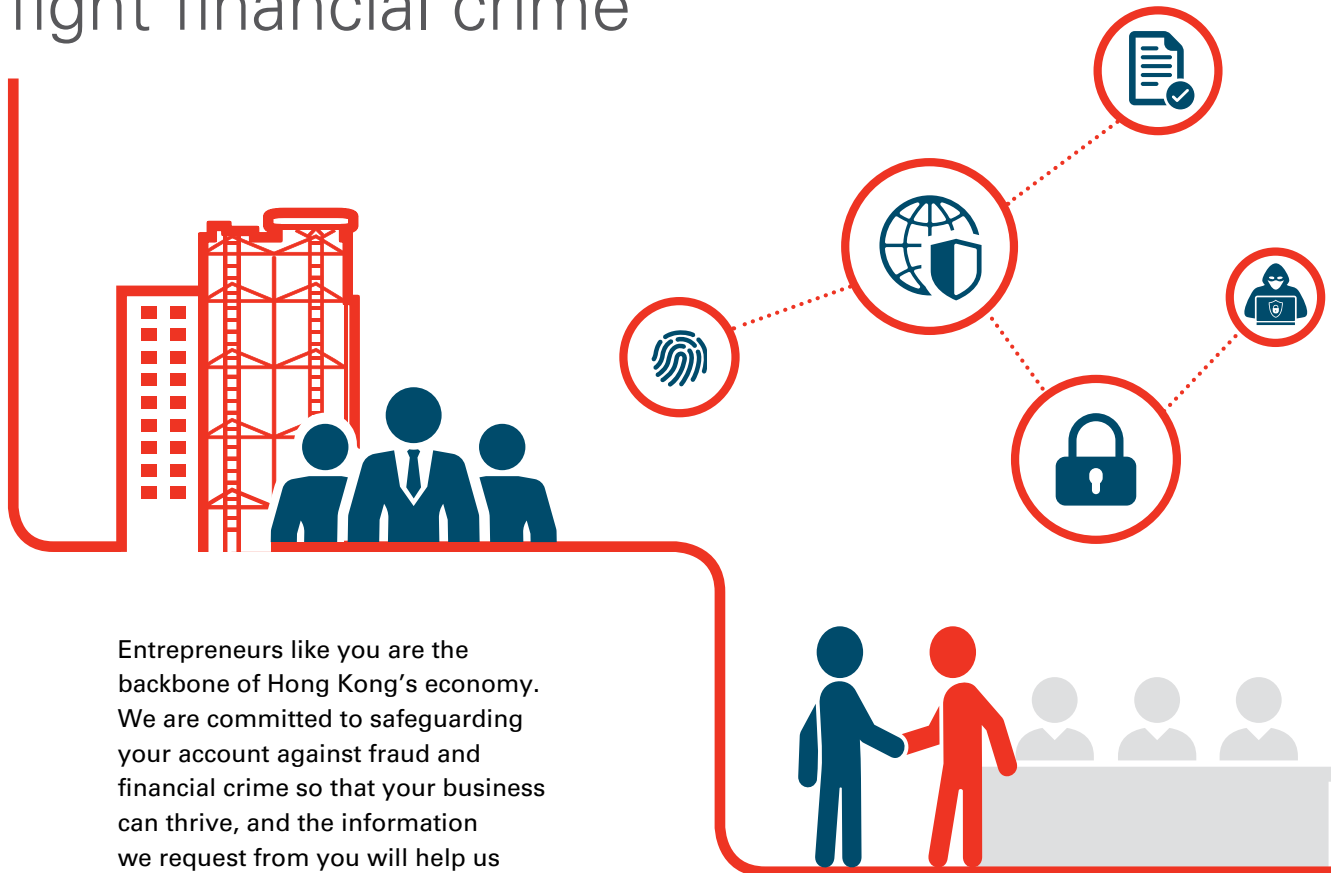 fight financial crime
Entrepreneurs like you are the
backbone of Hong Kong’s economy.
We are committed to safeguarding
your account against fraud and
financial crime so that your business
can thrive, and the information
we request from you will help us